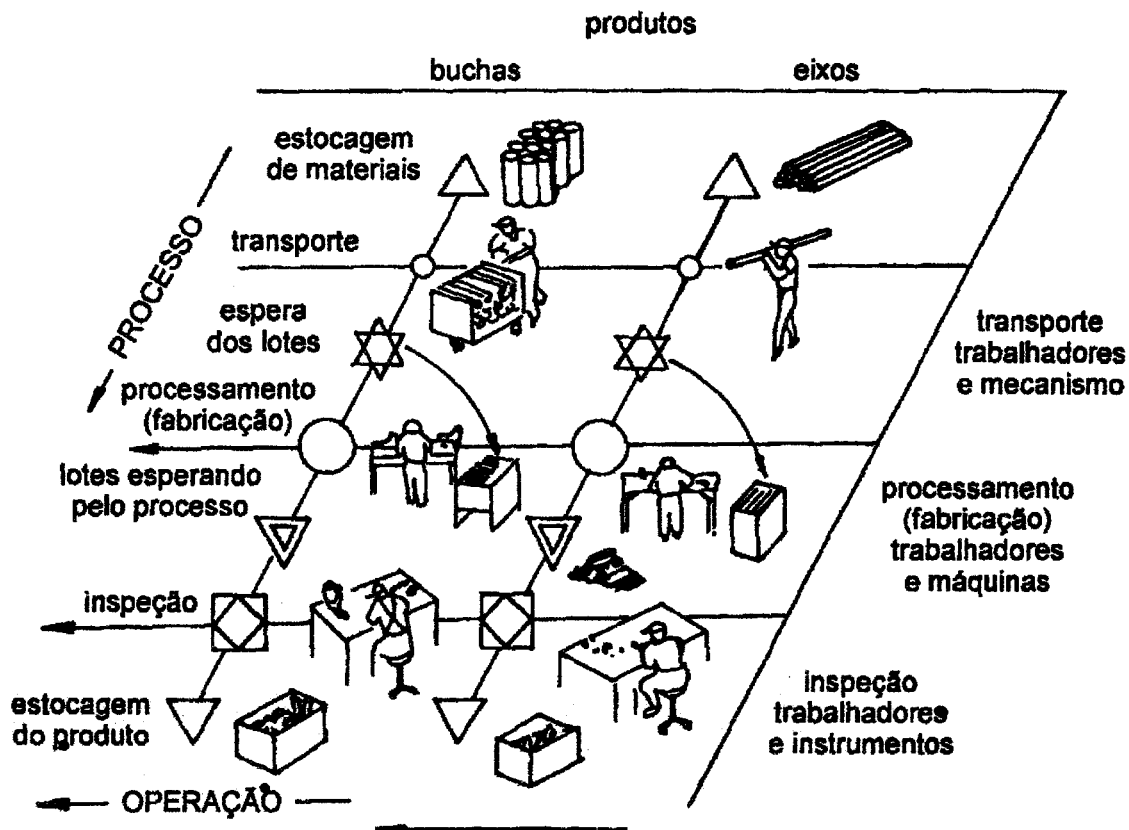 produtos
buchas
eixos
estocagem
de materiais
PROCESSO
transporte
espera
dos lotes
transporte
trabalhadores
e mecanismo
processamento
(fabricação)
lotes esperando
pelo processo
processamento
(fabricação)
trabalhadores
e máquinas
inspeção
inspeção
trabalhadores
e instrumentos
estocagem
do produto
OPERAÇÃO